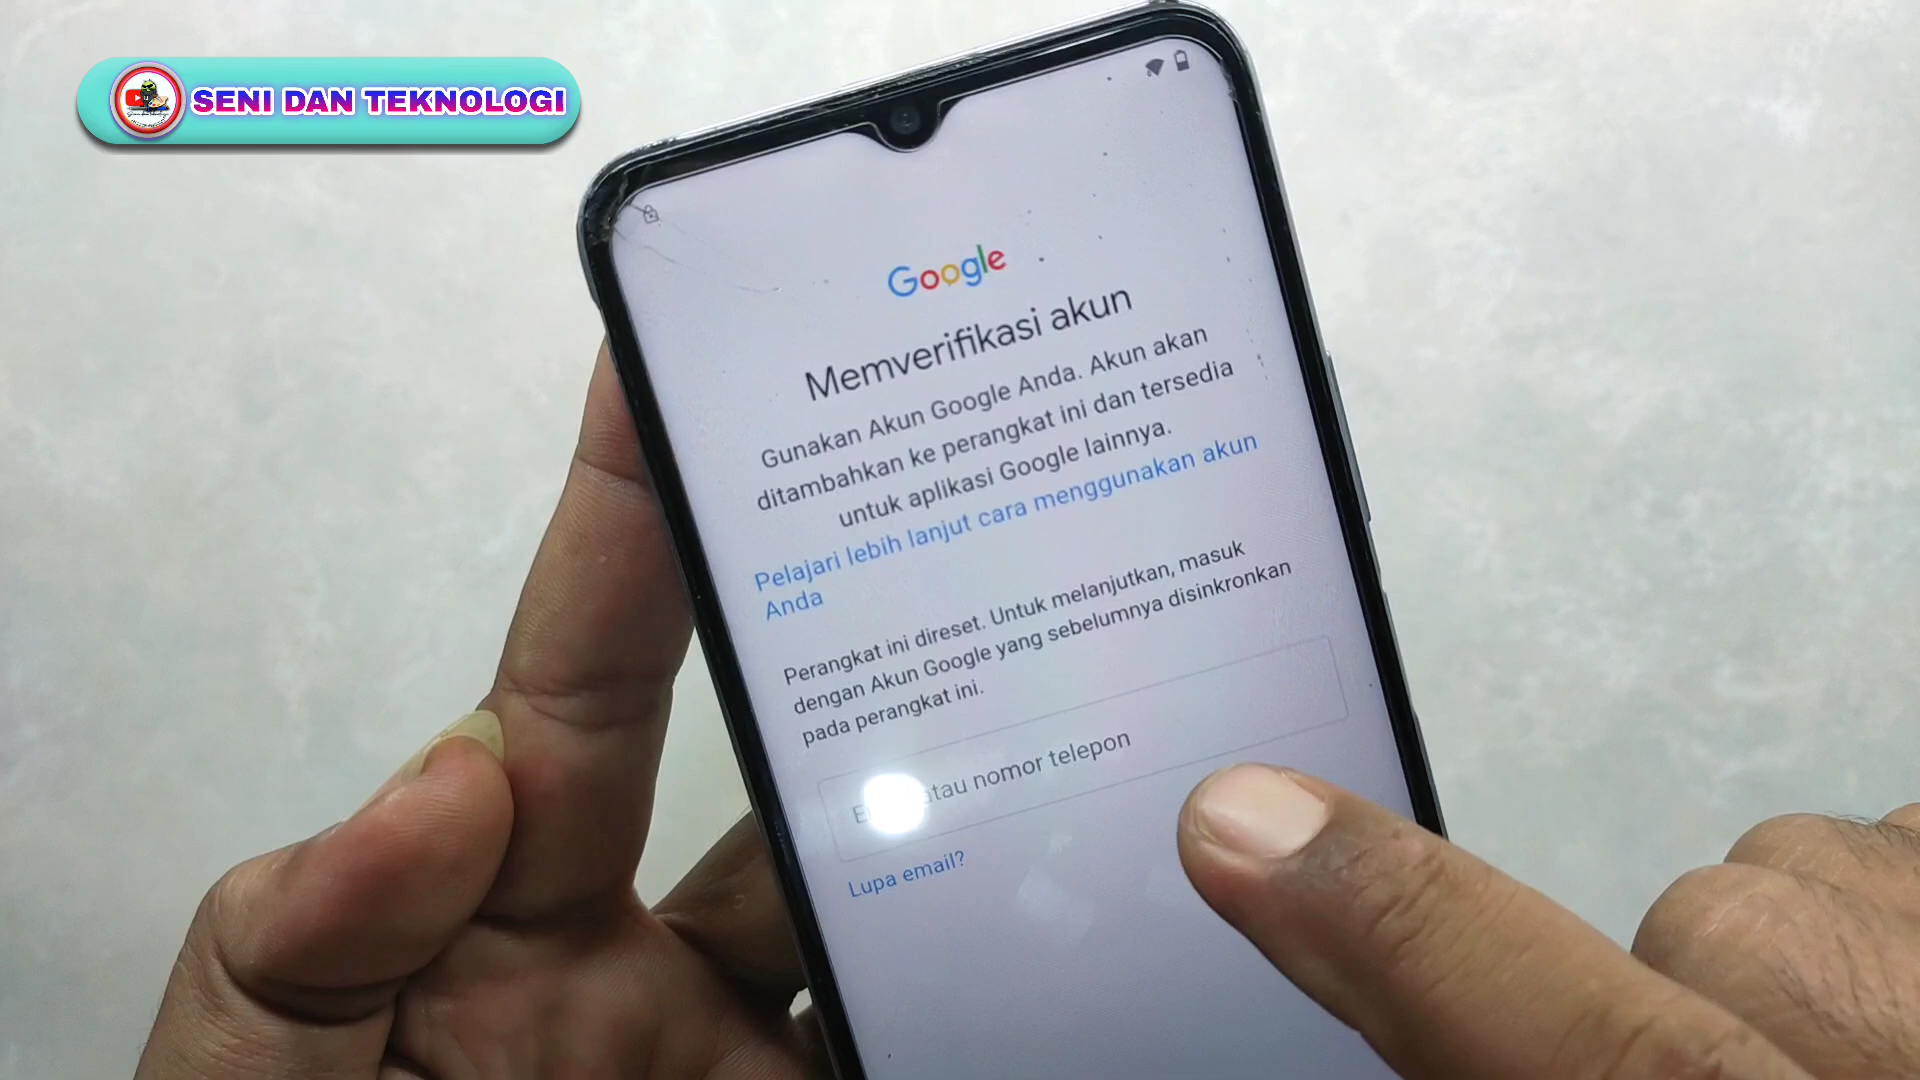 SENI DAN TEKNOLOGI
Google
Memverifikasi akun
Gunakan Akun Google Anda. Akun akan
ditambahkan ke perangkat ini dan tersedia
untuk aplikasi Google lainnya.
Pelajari lebih lanjut cara menggunakan akun
Anda
Perangkat ini direset. Untuk melanjutkan, masuk
dengan Akun Google yang sebelumnya disinkronkan
pada perangkat ini.
atau nomor telepon
Lupa email?